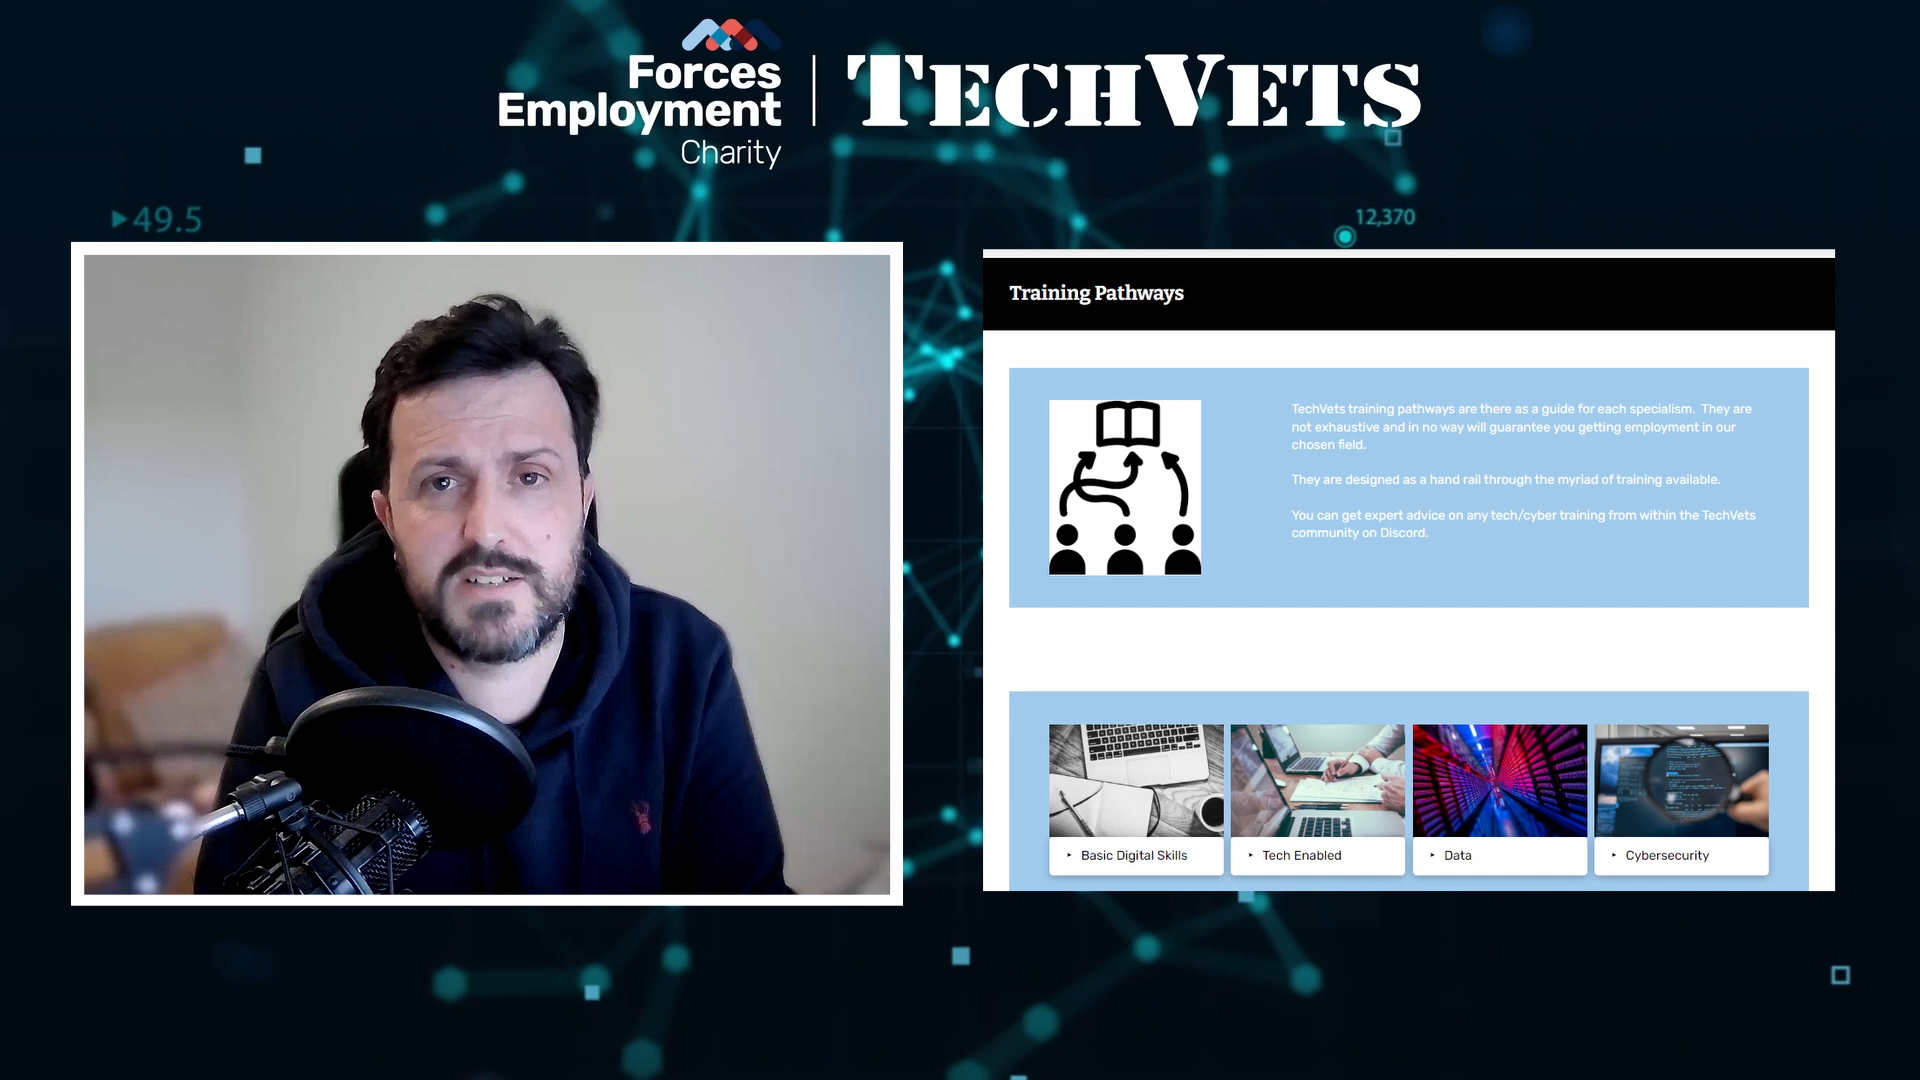 Forces
Employment
Charity
TECHVETS
49.5
12,370
Training Pathways
TechVets training pathways are there as a guide for each specialism. They are
not exhaustive and in no way will guarantee you getting employment in our
chosen field.
They are designed as a hand rail through the myriad of training available.
You can get expert advice on any tech/cyber training from within the TechVets
community on Discord.
Basic Digital Skills
Tech Enabled
Data
Cybersecurity